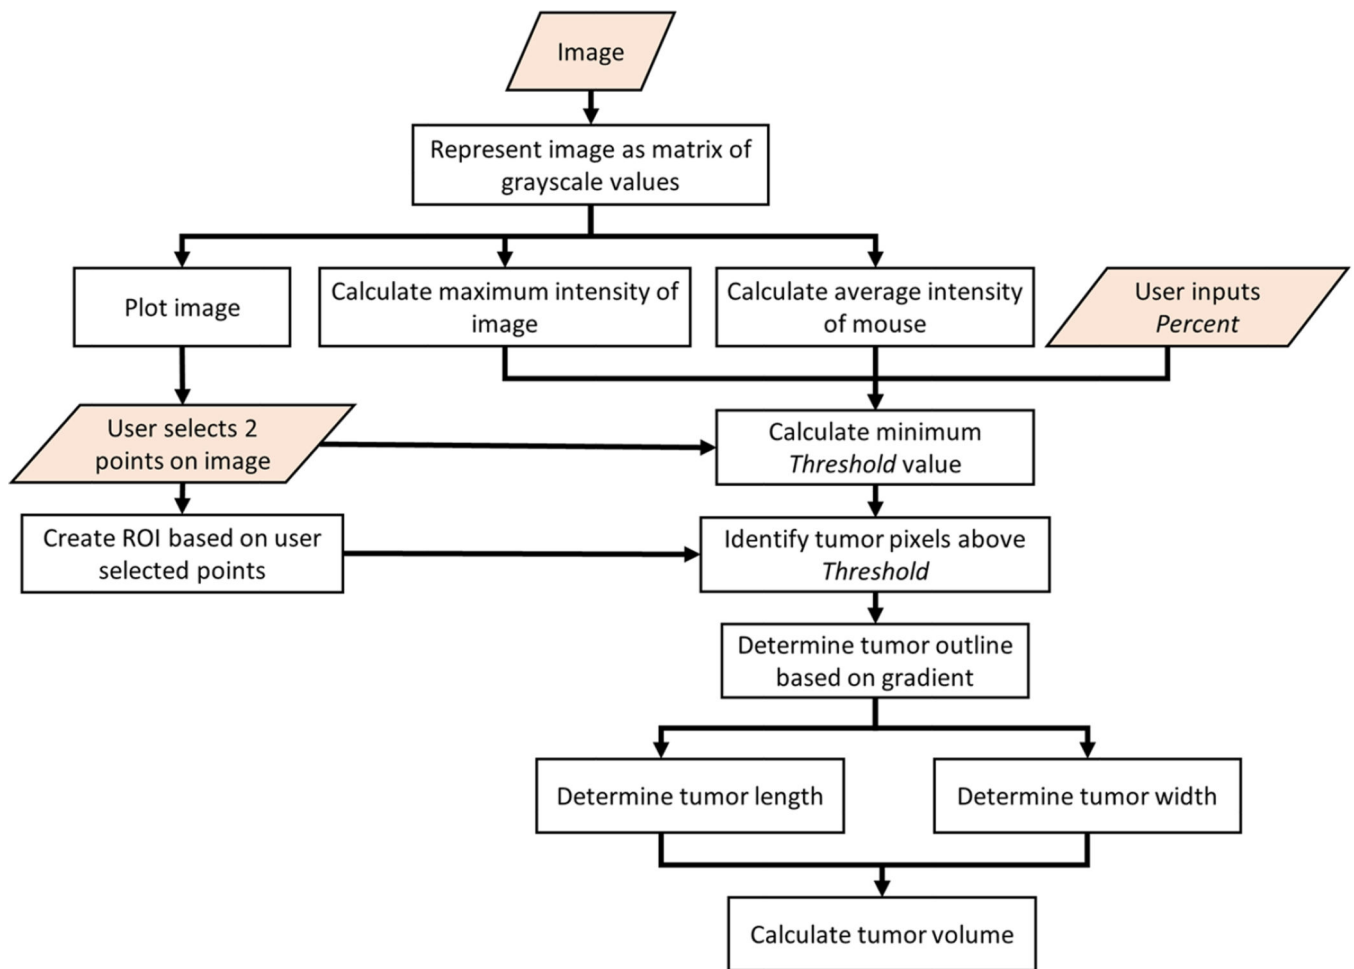 Image
Represent image as matrix of
grayscale values
Plot image
Calculate maximum intensity of
image
Calculate average intensity
of mouse
User inputs
Percent
User selects 2
points on image
Calculate minimum
Threshold value
Create ROI based on user
selected points
Identify tumor pixels above
Threshold
Determine tumor outline
based on gradient
Determine tumor length
Determine tumor width
Calculate tumor volume